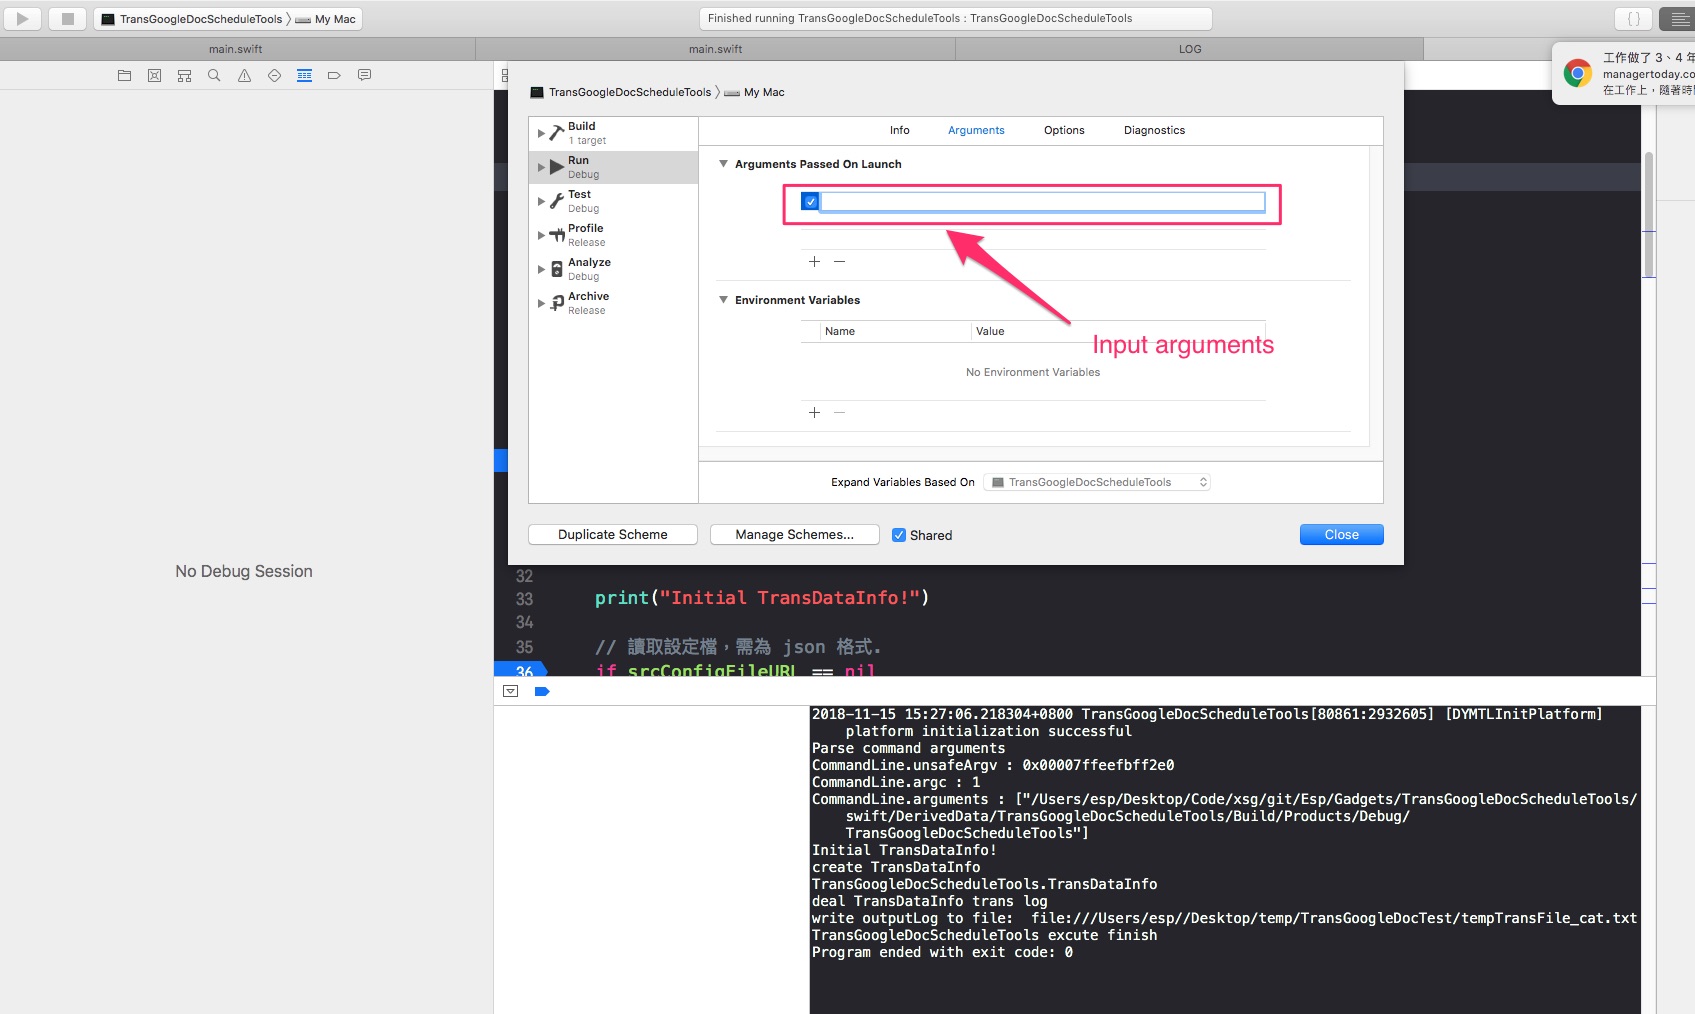 TransGoogleDocScheduleTools 〉 My Mac
Finished running TransGoogleDocScheduleTools : TransGoogleDocScheduleTools
{ }
main.swift
main.swift
LOG
工作做了 3、4 年
managertoday.co
在工作上，隨著時
TransGoogleDocScheduleTools 〉 My Mac
Build
1 target
Run
Debug
Test
Debug
Profile
Release
Analyze
Debug
Archive
Release
Info
Arguments
Options
Diagnostics
Arguments Passed On Launch
+ −
Environment Variables
Name
Value
Input arguments
No Environment Variables
+ −
Expand Variables Based On
TransGoogleDocScheduleTools
Duplicate Scheme
Manage Schemes...
Shared
Close
No Debug Session
32
33 print("Initial TransDataInfo!")
34
35 // 讀取設定檔，需為 json 格式.
36 if srcConfigFileURL == nil
2018-11-15 15:27:06.218304+0800 TransGoogleDocScheduleTools[80861:2932605] [DYMTLInitPlatform]
platform initialization successful
Parse command arguments
CommandLine.unsafeArgv : 0x00007ffeefbff2e0
CommandLine.argc : 1
CommandLine.arguments : ["/Users/esp/Desktop/Code/xsg/git/Esp/Gadgets/TransGoogleDocScheduleTools/
swift/DerivedData/TransGoogleDocScheduleTools/Build/Products/Debug/
TransGoogleDocScheduleTools"]
Initial TransDataInfo!
create TransDataInfo
TransGoogleDocScheduleTools.TransDataInfo
deal TransDataInfo trans log
write outputLog to file:  file:///Users/esp//Desktop/temp/TransGoogleDocTest/tempTransFile_cat.txt
TransGoogleDocScheduleTools excute finish
Program ended with exit code: 0